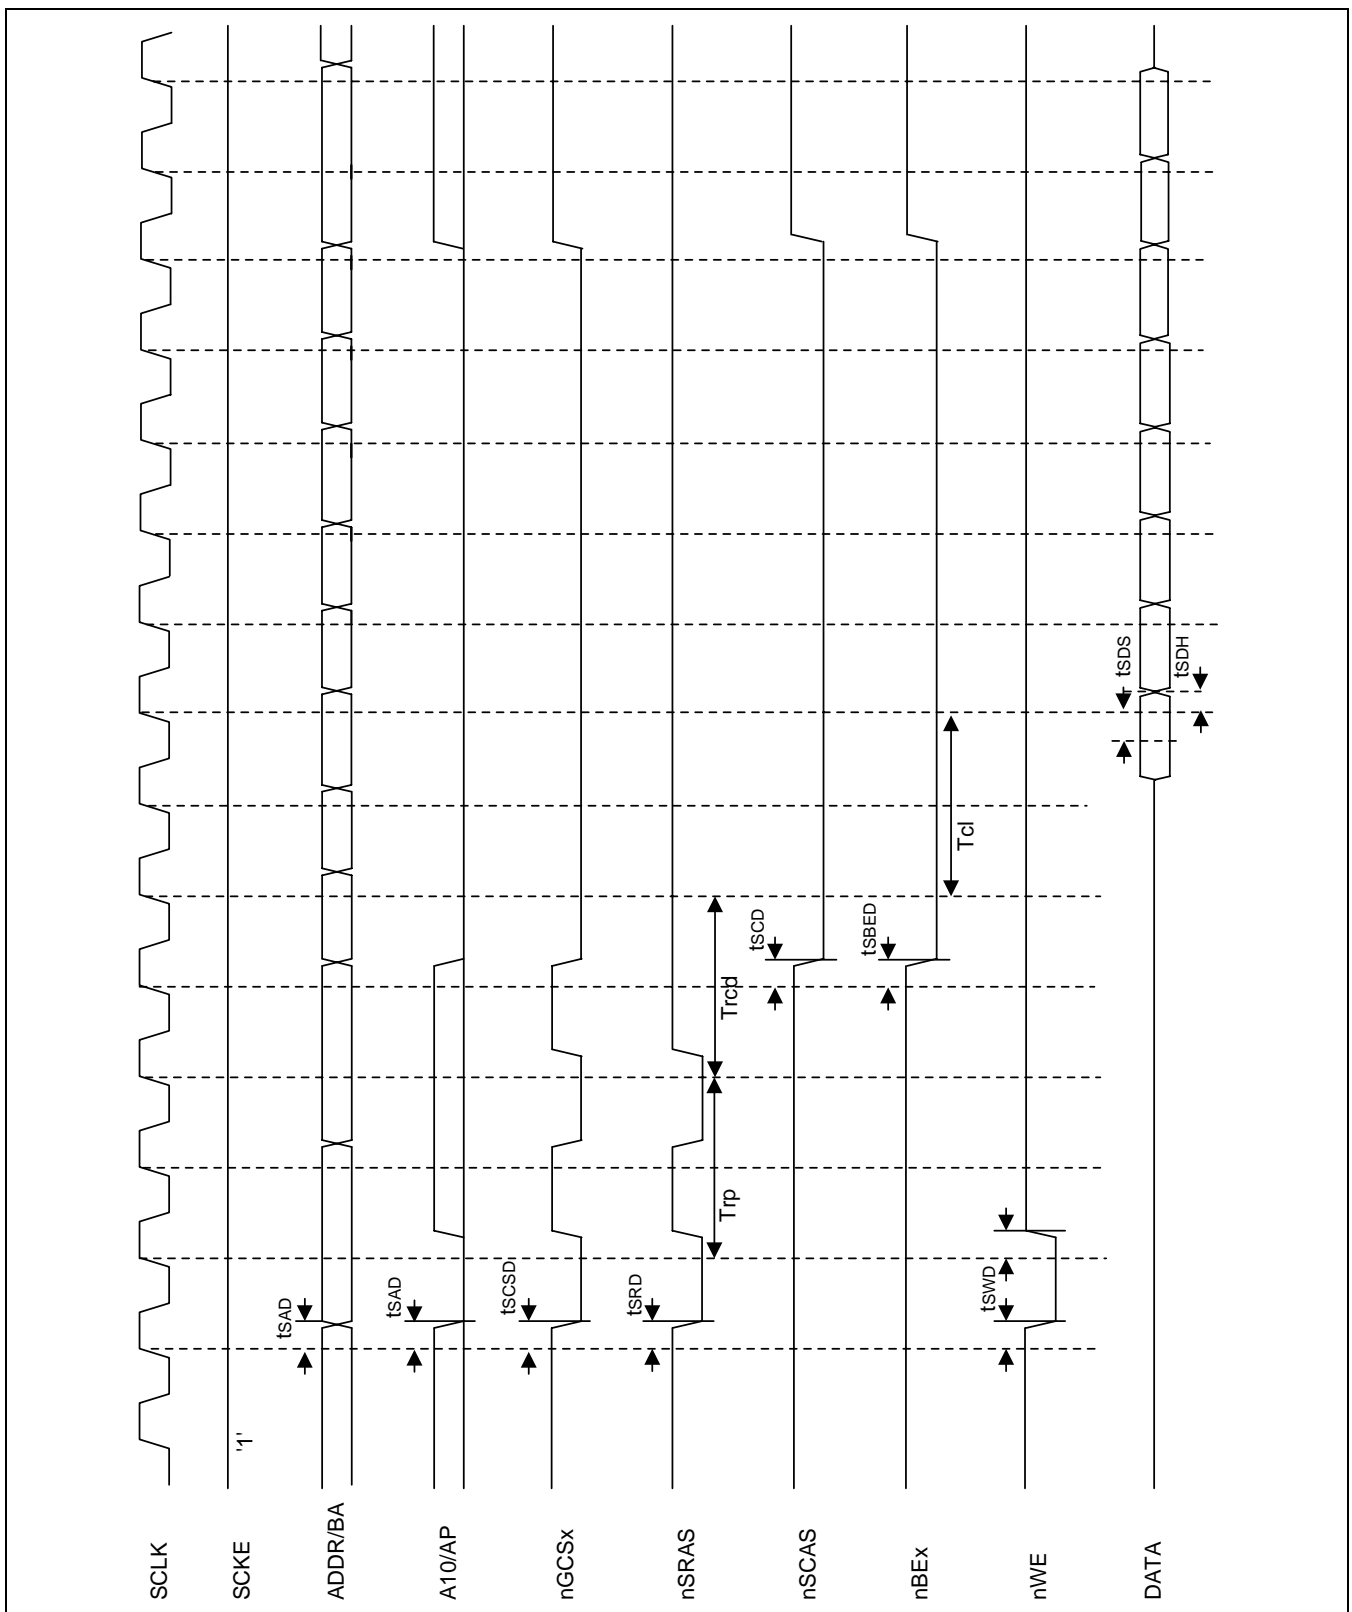 SCLK
SCKE
'1'
ADDR/BA
tSAD
A10/AP
tSAD
nGCSx
tSCSD
nSRAS
tSRD
Trp
Trcd
nSCAS
tSCD
nBEx
tSBED
Tcl
nWE
tSWD
DATA
tSDS
tSDH